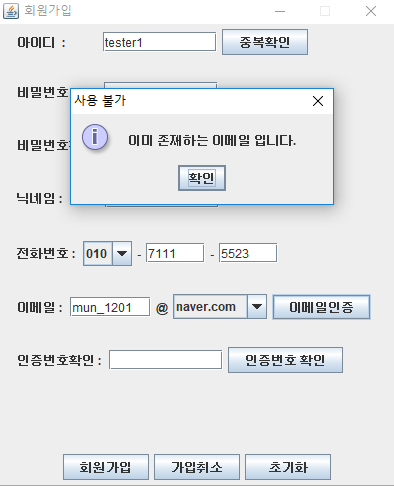 회원가입
아이디 : tester1 중복확인
비밀번호
사용 불가
이미 존재하는 이메일 입니다.
비밀번호
확인
닉네임 :
전화번호 : 010 - 7111 - 5523
이메일 : mun_1201 @ naver.com 이메일인증
인증번호확인 : 인증번호 확인
회원가입 가입취소 초기화